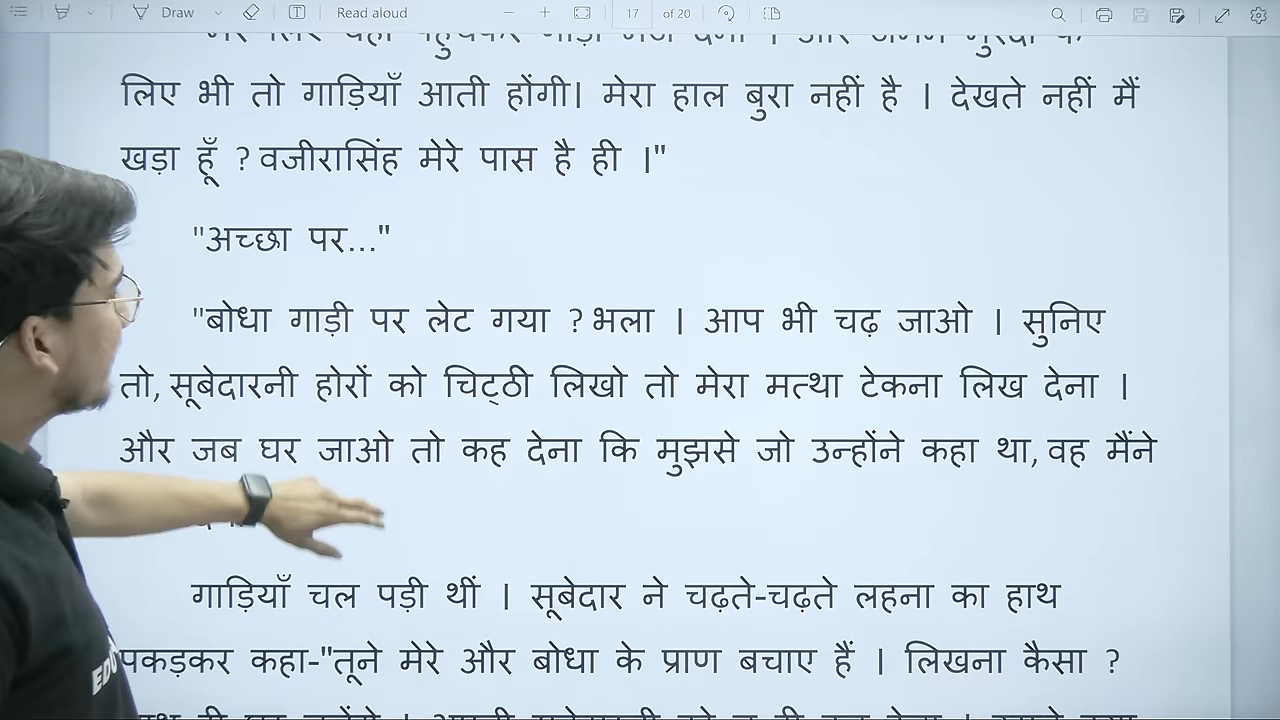 Draw
Read aloud
17 of 20
लिए भी तो गाड़ियाँ आती होंगी। मेरा हाल बुरा नहीं है । देखते नहीं मैं
खड़ा हूँ ? वजीरासिंह मेरे पास है ही ।"
"अच्छा पर..."
"बोधा गाड़ी पर लेट गया ? भला । आप भी चढ़ जाओ । सुनिए
तो, सूबेदारनी होरों को चिट्ठी लिखो तो मेरा मत्था टेकना लिख देना ।
और जब घर जाओ तो कह देना कि मुझसे जो उन्होंने कहा था, वह मैंने
गाड़ियाँ चल पड़ी थीं । सूबेदार ने चढ़ते-चढ़ते लहना का हाथ
पकड़कर कहा-"तूने मेरे और बोधा के प्राण बचाए हैं । लिखना कैसा ?